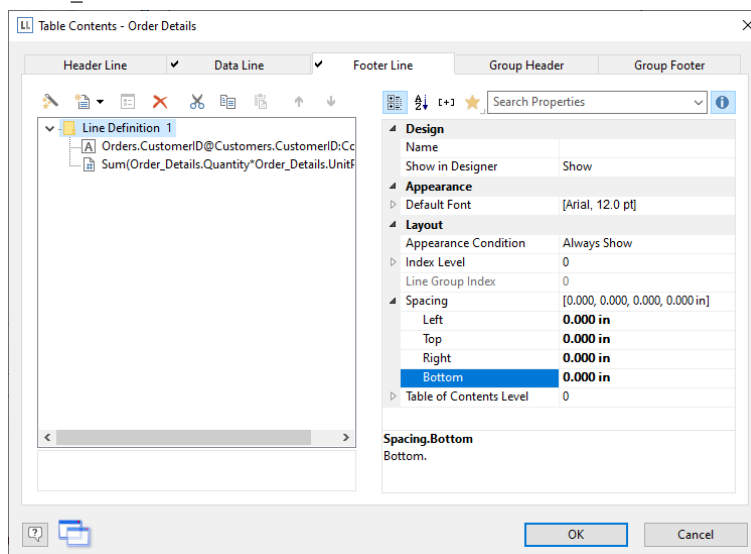 LL Table Contents - Order Details
Header Line
Data Line
Footer Line
Group Header
Group Footer
[+]
Search Properties
Line Definition 1
A Orders.CustomerID@Customers.CustomerID:Co
Sum(Order_Details.Quantity*Order_Details.UnitP
Design
Name
Show in Designer Show
Appearance
Default Font [Arial, 12.0 pt]
Layout
Appearance Condition Always Show
Index Level 0
Line Group Index 0
Spacing [0.000, 0.000, 0.000, 0.000 in]
Left 0.000 in
Top 0.000 in
Right 0.000 in
Bottom 0.000 in
Table of Contents Level 0
Spacing.Bottom
Bottom.
OK
Cancel